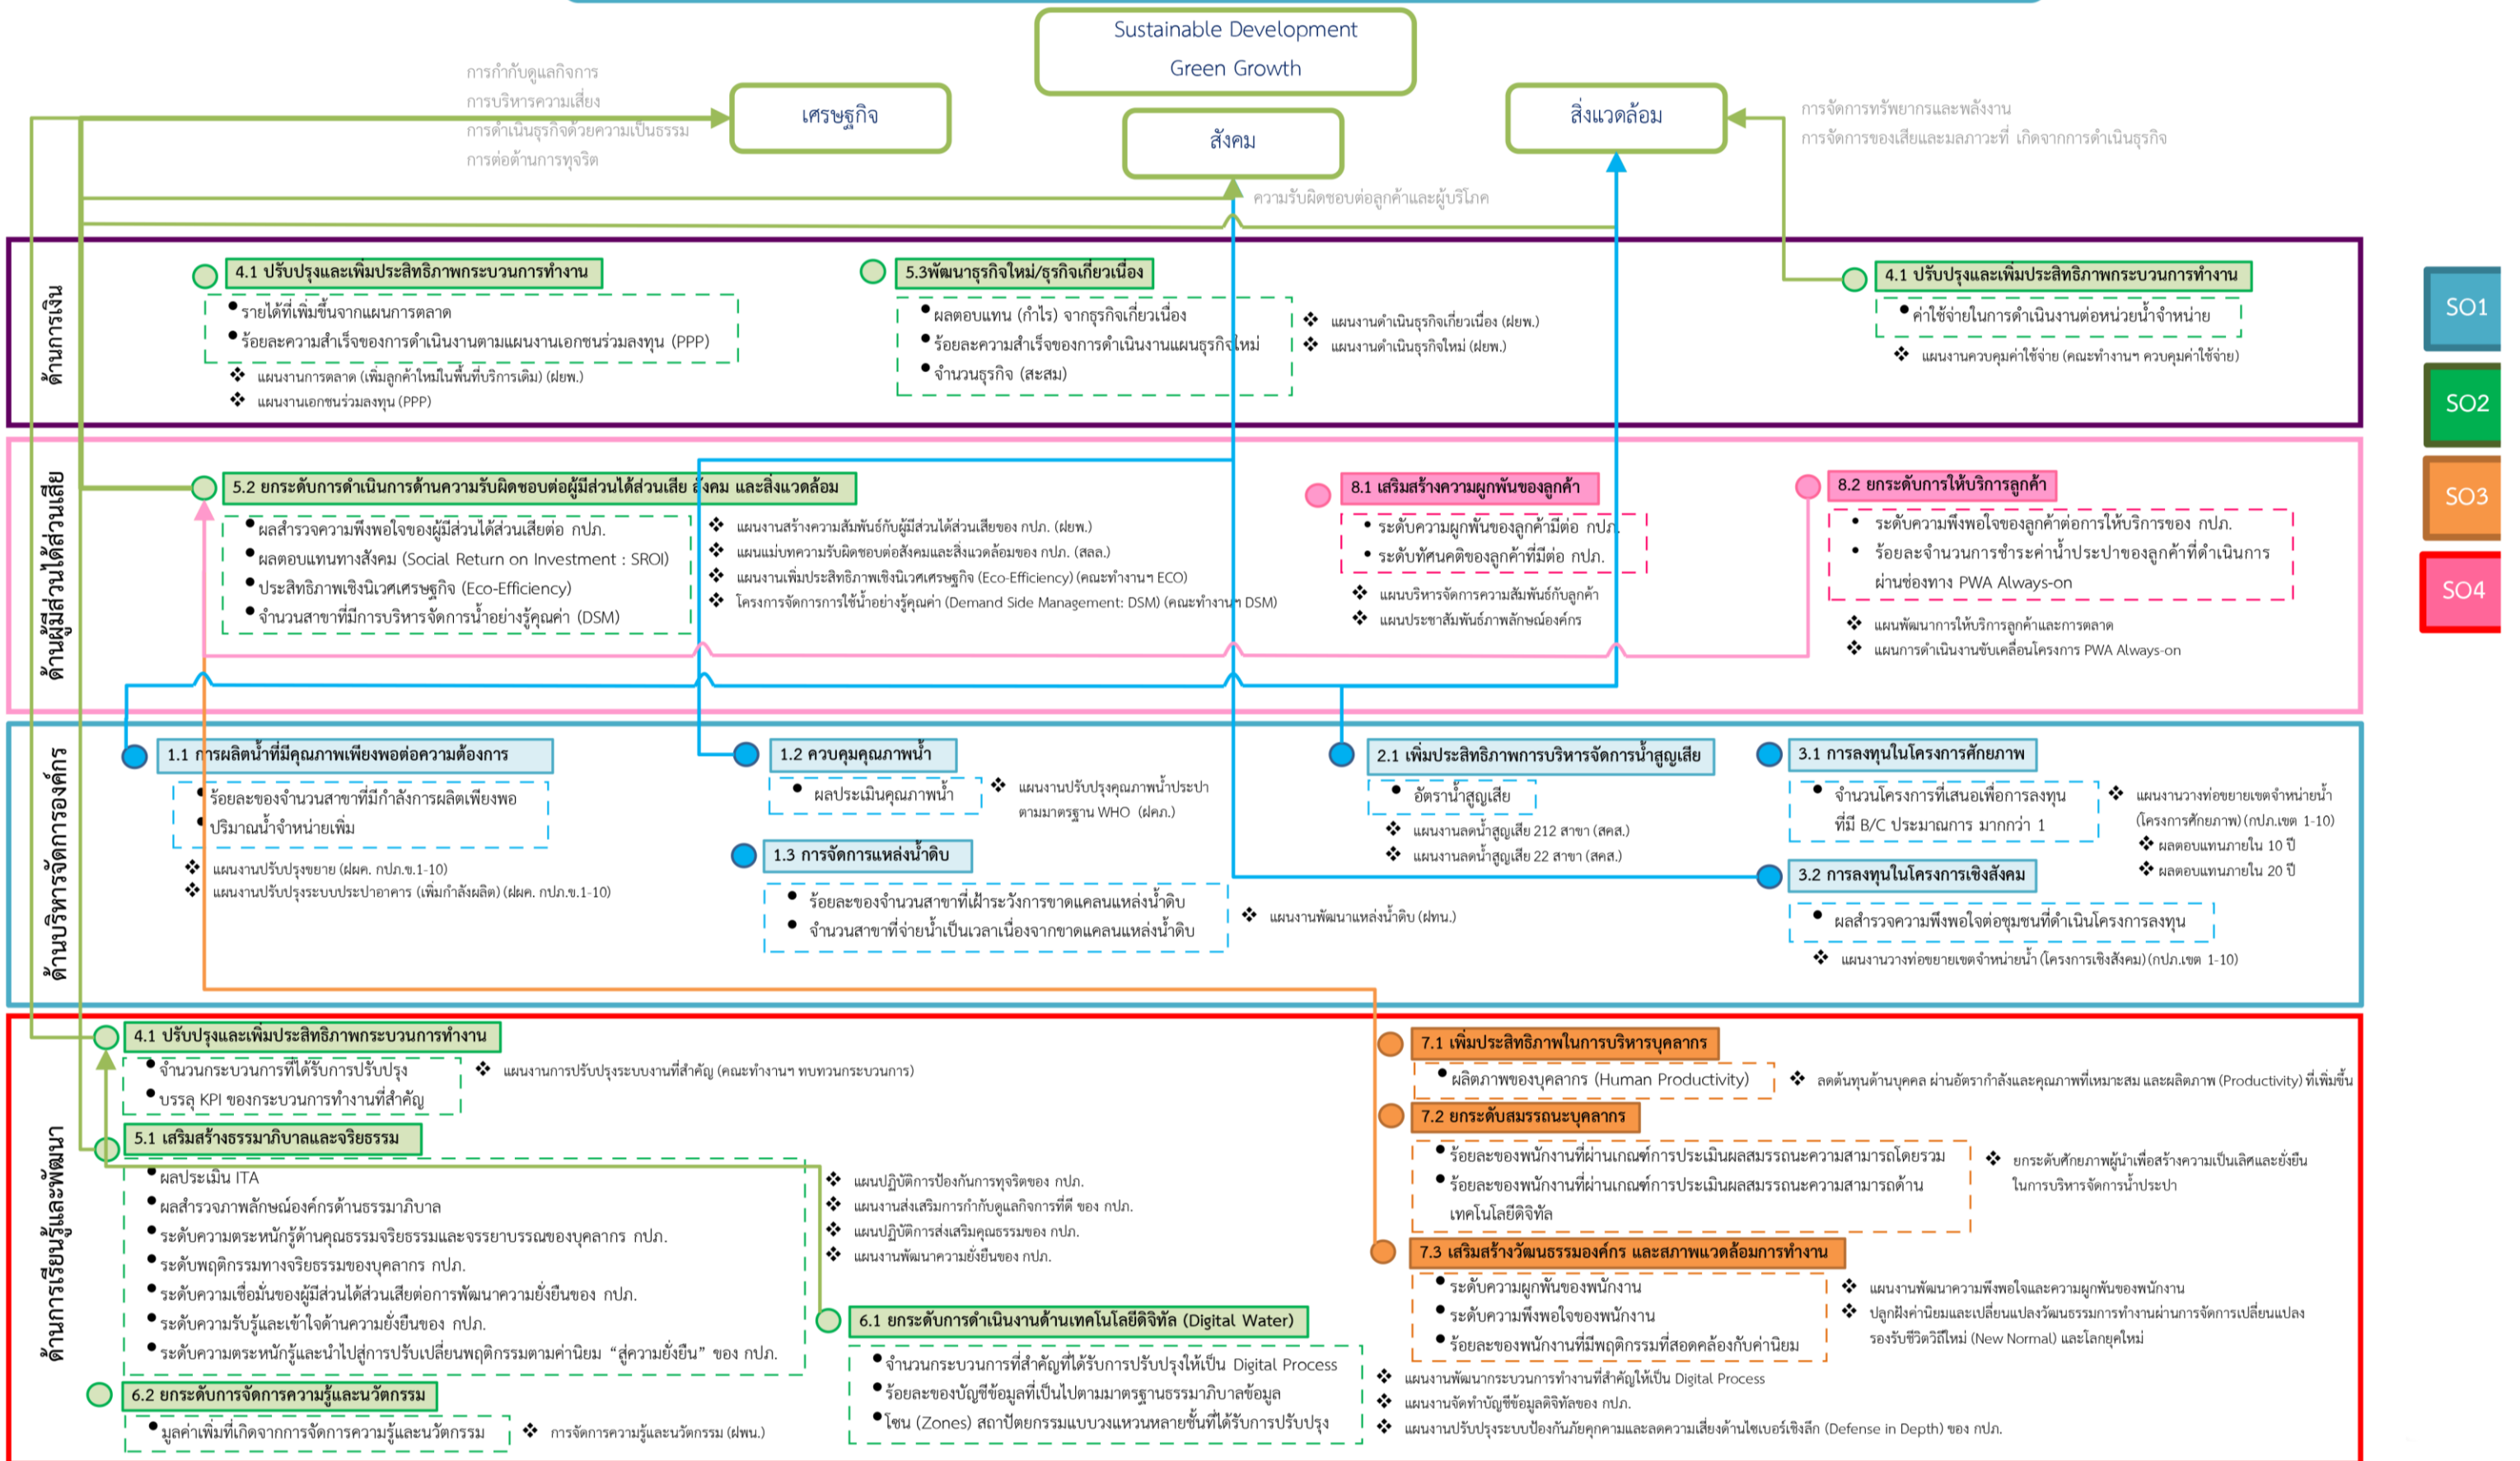 Sustainable Development
Green Growth
การกำกับดูแลกิจการ
การบริหารความเสี่ยง
การดำเนินธุรกิจด้วยความเป็นธรรม
การต่อต้านการทุจริต
เศรษฐกิจ
สังคม
สิ่งแวดล้อม
การจัดการทรัพยากรและพลังงาน
การจัดการของเสียและมลภาวะที่ เกิดจากการดำเนินธุรกิจ
ความรับผิดชอบต่อลูกค้าและผู้บริโภค
ด้านการเงิน
4.1 ปรับปรุงและเพิ่มประสิทธิภาพกระบวนการทำงาน
● รายได้ที่เพิ่มขึ้นจากแผนการตลาด
● ร้อยละความสำเร็จของการดำเนินงานตามแผนงานเอกชนร่วมลงทุน (PPP)
❖ แผนงานการตลาด (เพิ่มลูกค้าใหม่ในพื้นที่บริการเดิม) (ฝยพ.)
❖ แผนงานเอกชนร่วมลงทุน (PPP)
5.3พัฒนาธุรกิจใหม่/ธุรกิจเกี่ยวเนื่อง
● ผลตอบแทน (กำไร) จากธุรกิจเกี่ยวเนื่อง
● ร้อยละความสำเร็จของการดำเนินงานแผนธุรกิจใหม่
● จำนวนธุรกิจ (สะสม)
❖ แผนงานดำเนินธุรกิจเกี่ยวเนื่อง (ฝยพ.)
❖ แผนงานดำเนินธุรกิจใหม่ (ฝยพ.)
4.1 ปรับปรุงและเพิ่มประสิทธิภาพกระบวนการทำงาน
● ค่าใช้จ่ายในการดำเนินงานต่อหน่วยน้ำจำหน่าย
❖ แผนงานควบคุมค่าใช้จ่าย (คณะทำงานฯ ควบคุมค่าใช้จ่าย)
SO1
SO2
SO3
SO4
ด้านผู้มีส่วนได้ส่วนเสีย
5.2 ยกระดับการดำเนินการด้านความรับผิดชอบต่อผู้มีส่วนได้ส่วนเสีย สังคม และสิ่งแวดล้อม
● ผลสำรวจความพึงพอใจของผู้มีส่วนได้ส่วนเสียต่อ กปภ.
● ผลตอบแทนทางสังคม (Social Return on Investment : SROI)
● ประสิทธิภาพเชิงนิเวศเศรษฐกิจ (Eco-Efficiency)
● จำนวนสาขาที่มีการบริหารจัดการน้ำอย่างรู้คุณค่า (DSM)
❖ แผนงานสร้างความสัมพันธ์กับผู้มีส่วนได้ส่วนเสียของ กปภ. (ฝยพ.)
❖ แผนแม่บทความรับผิดชอบต่อสังคมและสิ่งแวดล้อมของ กปภ. (สลล.)
❖ แผนงานเพิ่มประสิทธิภาพเชิงนิเวศเศรษฐกิจ (Eco-Efficiency) (คณะทำงานฯ ECO)
❖ โครงการจัดการการใช้น้ำอย่างรู้คุณค่า (Demand Side Management: DSM) (คณะทำงานฯ DSM)
8.1 เสริมสร้างความผูกพันของลูกค้า
• ระดับความผูกพันของลูกค้ามีต่อ กปภ.
• ระดับทัศนคติของลูกค้าที่มีต่อ กปภ.
❖ แผนบริหารจัดการความสัมพันธ์กับลูกค้า
❖ แผนประชาสัมพันธ์ภาพลักษณ์องค์กร
8.2 ยกระดับการให้บริการลูกค้า
• ระดับความพึงพอใจของลูกค้าต่อการให้บริการของ กปภ.
• ร้อยละจำนวนการชำระค่าน้ำประปาของลูกค้าที่ดำเนินการ
ผ่านช่องทาง PWA Always-on
❖ แผนพัฒนาการให้บริการลูกค้าและการตลาด
❖ แผนการดำเนินงานขับเคลื่อนโครงการ PWA Always-on
ด้านบริหารจัดการองค์กร
1.1 การผลิตน้ำที่มีคุณภาพเพียงพอต่อความต้องการ
● ร้อยละของจำนวนสาขาที่มีกำลังการผลิตเพียงพอ
● ปริมาณน้ำจำหน่ายเพิ่ม
❖ แผนงานปรับปรุงขยาย (ฝผค. กปภ.ข.1-10)
❖ แผนงานปรับปรุงระบบประปาอาคาร (เพิ่มกำลังผลิต) (ฝผค. กปภ.ข.1-10)
1.2 ควบคุมคุณภาพน้ำ
● ผลประเมินคุณภาพน้ำ
❖ แผนงานปรับปรุงคุณภาพน้ำประปา
ตามมาตรฐาน WHO (ฝคภ.)
1.3 การจัดการแหล่งน้ำดิบ
● ร้อยละของจำนวนสาขาที่เฝ้าระวังการขาดแคลนแหล่งน้ำดิบ
● จำนวนสาขาที่จ่ายน้ำเป็นเวลาเนื่องจากขาดแคลนแหล่งน้ำดิบ
❖ แผนงานพัฒนาแหล่งน้ำดิบ (ฝทน.)
2.1 เพิ่มประสิทธิภาพการบริหารจัดการน้ำสูญเสีย
● อัตราน้ำสูญเสีย
❖ แผนงานลดน้ำสูญเสีย 212 สาขา (สคส.)
❖ แผนงานลดน้ำสูญเสีย 22 สาขา (สคส.)
3.1 การลงทุนในโครงการศักยภาพ
● จำนวนโครงการที่เสนอเพื่อการลงทุน
ที่มี B/C ประมาณการ มากกว่า 1
❖ แผนงานวางท่อขยายเขตจำหน่ายน้ำ
(โครงการศักยภาพ) (กปภ.เขต 1-10)
❖ ผลตอบแทนภายใน 10 ปี
❖ ผลตอบแทนภายใน 20 ปี
3.2 การลงทุนในโครงการเชิงสังคม
● ผลสำรวจความพึงพอใจต่อชุมชนที่ดำเนินโครงการลงทุน
❖ แผนงานวางท่อขยายเขตจำหน่ายน้ำ (โครงการเชิงสังคม) (กปภ.เขต 1-10)
ด้านการเรียนรู้และพัฒนา
4.1 ปรับปรุงและเพิ่มประสิทธิภาพกระบวนการทำงาน
● จำนวนกระบวนการที่ได้รับการปรับปรุง
● บรรลุ KPI ของกระบวนการทำงานที่สำคัญ
❖ แผนงานการปรับปรุงระบบงานที่สำคัญ (คณะทำงานฯ ทบทวนกระบวนการ)
5.1 เสริมสร้างธรรมาภิบาลและจริยธรรม
● ผลประเมิน ITA
● ผลสำรวจภาพลักษณ์องค์กรด้านธรรมาภิบาล
● ระดับความตระหนักรู้ด้านคุณธรรมจริยธรรมและจรรยาบรรณของบุคลากร กปภ.
● ระดับพฤติกรรมทางจริยธรรมของบุคลากร กปภ.
● ระดับความเชื่อมั่นของผู้มีส่วนได้ส่วนเสียต่อการพัฒนาความยั่งยืนของ กปภ.
● ระดับความรับรู้และเข้าใจด้านความยั่งยืนของ กปภ.
● ระดับความตระหนักรู้และนำไปสู่การปรับเปลี่ยนพฤติกรรมตามค่านิยม “สู่ความยั่งยืน” ของ กปภ.
❖ แผนปฏิบัติการป้องกันการทุจริตของ กปภ.
❖ แผนงานส่งเสริมการกำกับดูแลกิจการที่ดี ของ กปภ.
❖ แผนปฏิบัติการส่งเสริมคุณธรรมของ กปภ.
❖ แผนงานพัฒนาความยั่งยืนของ กปภ.
6.2 ยกระดับการจัดการความรู้และนวัตกรรม
● มูลค่าเพิ่มที่เกิดจากการจัดการความรู้และนวัตกรรม
❖ การจัดการความรู้และนวัตกรรม (ฝพน.)
6.1 ยกระดับการดำเนินงานด้านเทคโนโลยีดิจิทัล (Digital Water)
● จำนวนกระบวนการที่สำคัญที่ได้รับการปรับปรุงให้เป็น Digital Process
● ร้อยละของบัญชีข้อมูลที่เป็นไปตามมาตรฐานธรรมาภิบาลข้อมูล
● โซน (Zones) สถาปัตยกรรมแบบวงแหวนหลายชั้นที่ได้รับการปรับปรุง
❖ แผนงานพัฒนากระบวนการทำงานที่สำคัญให้เป็น Digital Process
❖ แผนงานจัดทำบัญชีข้อมูลดิจิทัลของ กปภ.
❖ แผนงานปรับปรุงระบบป้องกันภัยคุกคามและลดความเสี่ยงด้านไซเบอร์เชิงลึก (Defense in Depth) ของ กปภ.
7.1 เพิ่มประสิทธิภาพในการบริหารบุคลากร
● ผลิตภาพของบุคลากร (Human Productivity)
❖ ลดต้นทุนด้านบุคคล ผ่านอัตรากำลังและคุณภาพที่เหมาะสม และผลิตภาพ (Productivity) ที่เพิ่มขึ้น
7.2 ยกระดับสมรรถนะบุคลากร
● ร้อยละของพนักงานที่ผ่านเกณฑ์การประเมินผลสมรรถนะความสามารถโดยรวม
● ร้อยละของพนักงานที่ผ่านเกณฑ์การประเมินผลสมรรถนะความสามารถด้าน
เทคโนโลยีดิจิทัล
❖ ยกระดับศักยภาพผู้นำเพื่อสร้างความเป็นเลิศและยั่งยืน
ในการบริหารจัดการน้ำประปา
7.3 เสริมสร้างวัฒนธรรมองค์กร และสภาพแวดล้อมการทำงาน
● ระดับความผูกพันของพนักงาน
● ระดับความพึงพอใจของพนักงาน
● ร้อยละของพนักงานที่มีพฤติกรรมที่สอดคล้องกับค่านิยม
❖ แผนงานพัฒนาความพึงพอใจและความผูกพันของพนักงาน
❖ ปลูกฝังค่านิยมและเปลี่ยนแปลงวัฒนธรรมการทำงานผ่านการจัดการเปลี่ยนแปลง
รองรับชีวิตวิถีใหม่ (New Normal) และโลกยุคใหม่